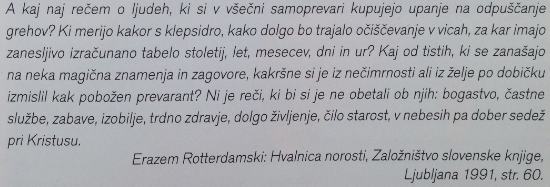 A kaj naj rečem o ljudeh, ki si v všečni samoprevari kupujejo upanje na odpuščanje
grehov? Ki merijo kakor s klepsidro, kako dolgo bo trajalo očiščevanje v vicah, za kar imajo
zanesljivo izračunano tabelo stoletij, let, mesecev, dni in ur? Kaj od tistih, ki se zanašajo
na neka magična znamenja in zagovore, kakršne si je iz nečimrnosti ali iz želje po dobičku
izmislil kak pobožen prevarant? Ni je reči, ki bi si je ne obetali ob njih: bogastvo, častne
službe, zabave, izobilje, trdno zdravje, dolgo življenje, čilo starost, v nebesih pa dober sedež
pri Kristusu.
Erazem Rotterdamski: Hvalnica norosti, Založništvo slovenske knjige,
Ljubljana 1991, str. 60.